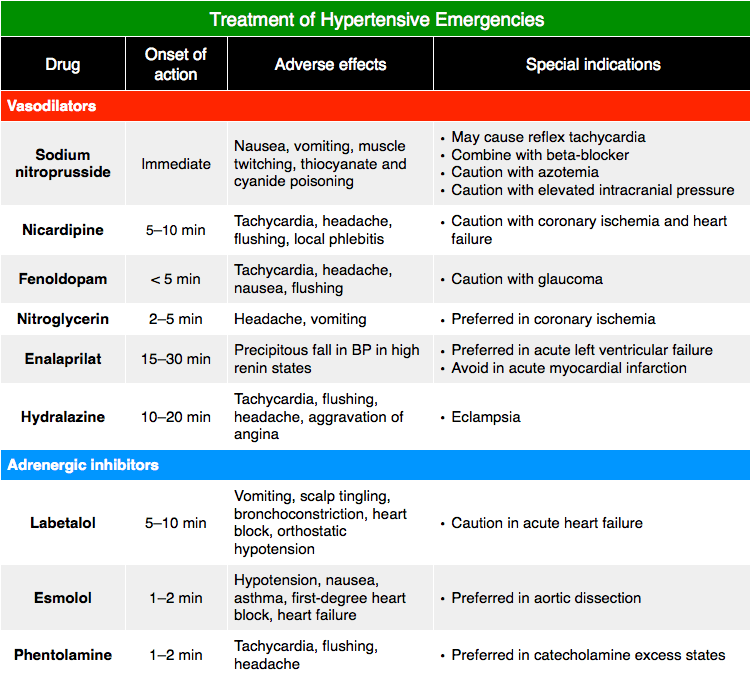 Treatment of Hypertensive Emergencies
Drug
Onset of
action
Adverse effects
Special indications
Vasodilators
Sodium
nitroprusside
Immediate
Nausea, vomiting, muscle
twitching, thiocyanate and
cyanide poisoning
• May cause reflex tachycardia
• Combine with beta-blocker
• Caution with azotemia
• Caution with elevated intracranial pressure
Nicardipine
5–10 min
Tachycardia, headache,
flushing, local phlebitis
• Caution with coronary ischemia and heart
failure
Fenoldopam
< 5 min
Tachycardia, headache,
nausea, flushing
• Caution with glaucoma
Nitroglycerin
2–5 min
Headache, vomiting
• Preferred in coronary ischemia
Enalaprilat
15–30 min
Precipitous fall in BP in high
renin states
• Preferred in acute left ventricular failure
• Avoid in acute myocardial infarction
Hydralazine
10–20 min
Tachycardia, flushing,
headache, aggravation of
angina
• Eclampsia
Adrenergic inhibitors
Labetalol
5–10 min
Vomiting, scalp tingling,
bronchoconstriction, heart
block, orthostatic
hypotension
• Caution in acute heart failure
Esmolol
1–2 min
Hypotension, nausea,
asthma, first-degree heart
block, heart failure
• Preferred in aortic dissection
Phentolamine
1–2 min
Tachycardia, flushing,
headache
• Preferred in catecholamine excess states